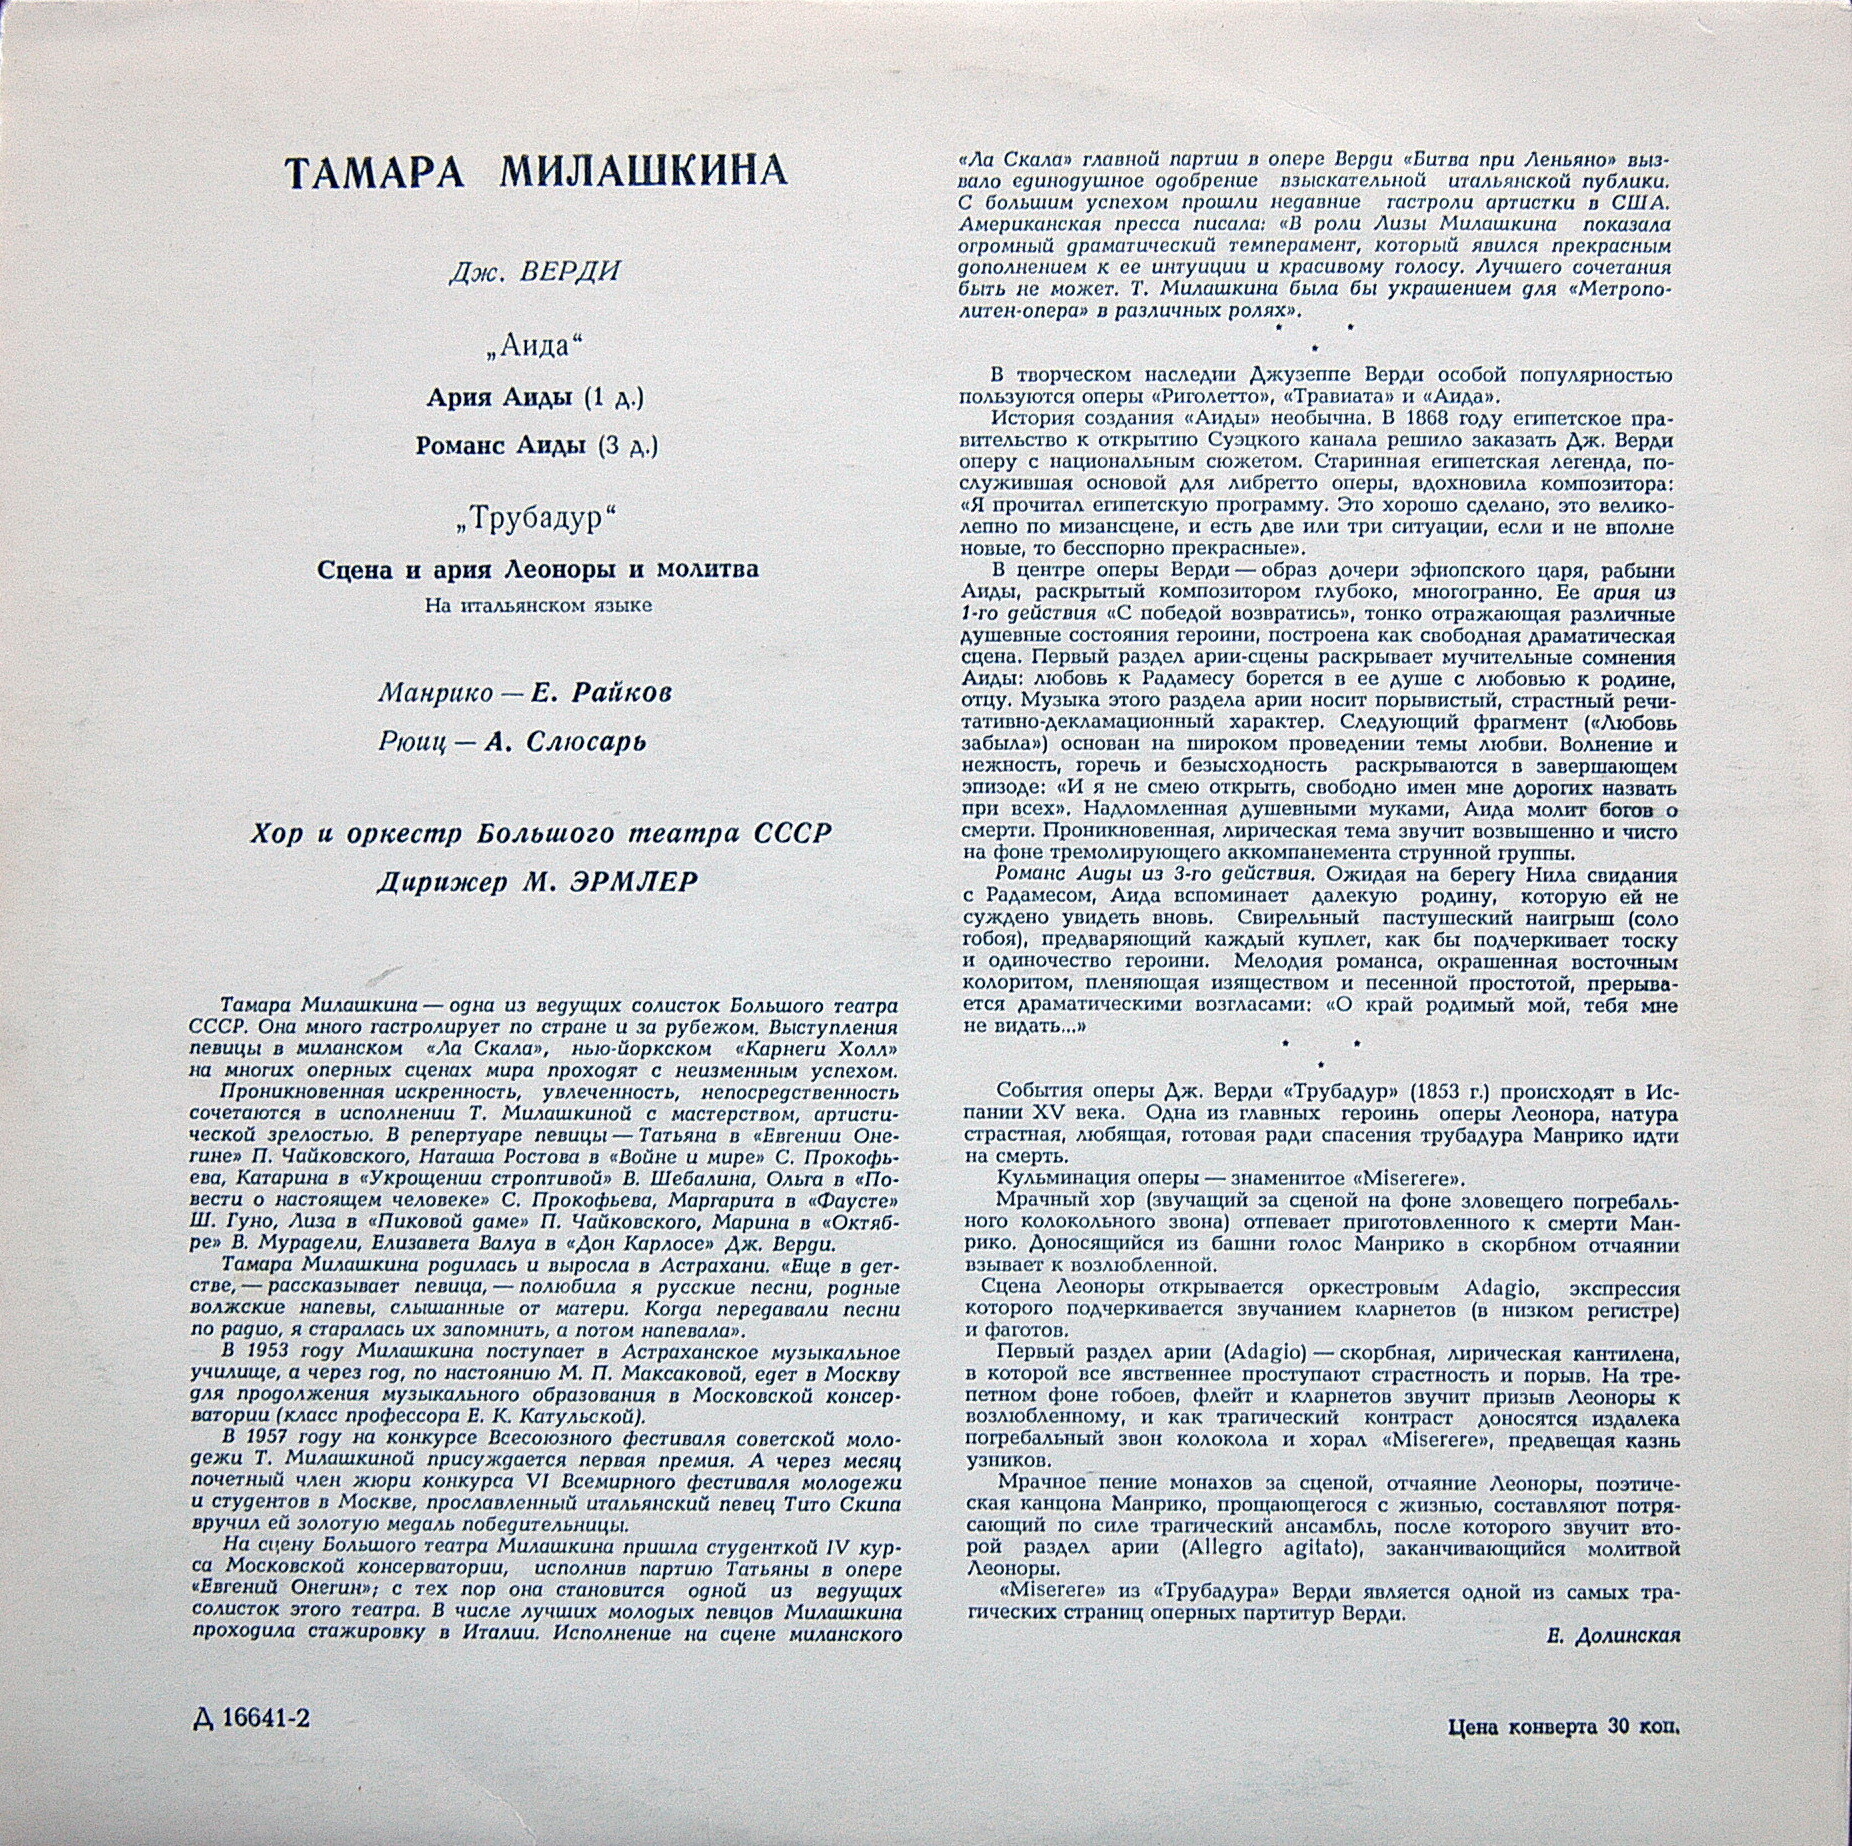 ТАМАРА МИЛАШКИНА
Дж. ВЕРДИ
„Аида“
Ария Аиды (1 д.)
Романс Аиды (3 д.)
„Трубадур“
Сцена и ария Леоноры и молитва
На итальянском языке
Манрико — Е. Райков
Рюиц — А. Слюсарь
Хор и оркестр Большого театра СССР
Дирижер М. ЭРМЛЕР
Тамара Милашкина — одна из ведущих солисток Большого театра
СССР. Она много гастролирует по стране и за рубежом. Выступления
певицы в миланском «Ла Скала», нью-йоркском «Карнеги Холл»
на многих оперных сценах мира проходят с неизменным успехом.
Проникновенная искренность, увлеченность, непосредственность
сочетаются в исполнении Т. Милашкиной с мастерством, артисти-
ческой зрелостью. В репертуаре певицы — Татьяна в «Евгении Оне-
гине» П. Чайковского, Наташа Ростова в «Войне и мире» С. Прокофь-
ева, Катарина в «Укрощении строптивой» В. Шебалина, Ольга в «По-
вести о настоящем человеке» С. Прокофьева, Маргарита в «Фаусте»
Ш. Гуно, Лиза в «Пиковой даме» П. Чайковского, Марина в «Октяб-
ре» В. Мурадели, Елизавета Валуа в «Дон Карлосе» Дж. Верди.
Тамара Милашкина родилась и выросла в Астрахани. «Еще в дет-
стве, — рассказывает певица, — полюбила я русские песни, родные
волжские напевы, слышанные от матери. Когда передавали песни
по радио, я старалась их запомнить, а потом напевала».
В 1953 году Милашкина поступает в Астраханское музыкальное
училище, а через год, по настоянию М. П. Максаковой, едет в Москву
для продолжения музыкального образования в Московской консер-
ватории (класс профессора Е. К. Катульской).
В 1957 году на конкурсе Всесоюзного фестиваля советской моло-
дежи Т. Милашкиной присуждается первая премия. А через месяц
почетный член жюри конкурса VI Всемирного фестиваля молодежи
и студентов в Москве, прославленный итальянский певец Тито Скипа
вручил ей золотую медаль победительницы.
На сцену Большого театра Милашкина пришла студенткой IV кур-
са Московской консерватории, исполнив партию Татьяны в опере
«Евгений Онегин»; с тех пор она становится одной из ведущих
солисток этого театра. В числе лучших молодых певцов Милашкина
проходила стажировку в Италии. Исполнение на сцене миланского
«Ла Скала» главной партии в опере Верди «Битва при Леньяно» выз-
вало единодушное одобрение взыскательной итальянской публики.
С большим успехом прошли недавние гастроли артистки в США.
Американская пресса писала: «В роли Лизы Милашкина показала
огромный драматический темперамент, который явился прекрасным
дополнением к ее интуиции и красивому голосу. Лучшего сочетания
быть не может. Т. Милашкина была бы украшением для «Метропо-
литен-опера» в различных ролях».
* * *
В творческом наследии Джузеппе Верди особой популярностью
пользуются оперы «Риголетто», «Травиата» и «Аида».
История создания «Аиды» необычна. В 1868 году египетское пра-
вительство к открытию Суэцкого канала решило заказать Дж. Верди
оперу с национальным сюжетом. Старинная египетская легенда, по-
служившая основой для либретто оперы, вдохновила композитора:
«Я прочитал египетскую программу. Это хорошо сделано, это велико-
лепно по мизансцене, и есть две или три ситуации, если и не вполне
новые, то бесспорно прекрасные».
В центре оперы Верди — образ дочери эфиопского царя, рабыни
Аиды, раскрытый композитором глубоко, многогранно. Ее ария из
1-го действия «С победой возвратись», тонко отражающая различные
душевные состояния героини, построена как свободная драматическая
сцена. Первый раздел арии-сцены раскрывает мучительные сомнения
Аиды: любовь к Радамесу борется в ее душе с любовью к родине,
отцу. Музыка этого раздела арии носит порывистый, страстный речи-
тативно-декламационный характер. Следующий фрагмент («Любовь
забыла») основан на широком проведении темы любви. Волнение и
нежность, горечь и безысходность раскрываются в завершающем
эпизоде: «И я не смею открыть, свободно имен мне дорогих назвать
при всех». Надломленная душевными муками, Аида молит богов о
смерти. Проникновенная, лирическая тема звучит возвышенно и чисто
на фоне тремолирующего аккомпанемента струнной группы.
Романс Аиды из 3-го действия. Ожидая на берегу Нила свидания
с Радамесом, Аида вспоминает далекую родину, которую ей не
суждено увидеть вновь. Свирельный пастушеский наигрыш (соло
гобоя), предваряющий каждый куплет, как бы подчеркивает тоску
и одиночество героини. Мелодия романса, окрашенная восточным
колоритом, пленяющая изяществом и песенной простотой, прерыва-
ется драматическими возгласами: «О край родимый мой, тебя мне
не видать...»
* * *
События оперы Дж. Верди «Трубадур» (1853 г.) происходят в Ис-
пании XV века. Одна из главных героинь оперы Леонора, натура
страстная, любящая, готовая ради спасения трубадура Манрико идти
на смерть.
Кульминация оперы — знаменитое «Miserere».
Мрачный хор (звучащий за сценой на фоне зловещего погребаль-
ного колокольного звона) отпевает приготовленного к смерти Ман-
рико. Доносящийся из башни голос Манрико в скорбном отчаянии
взывает к возлюбленной.
Сцена Леоноры открывается оркестровым Adagio, экспрессия
которого подчеркивается звучанием кларнетов (в низком регистре)
и фаготов.
Первый раздел арии (Adagio) — скорбная, лирическая кантилена,
в которой все явственнее проступают страстность и порыв. На тре-
петном фоне гобоев, флейт и кларнетов звучит призыв Леоноры к
возлюбленному, и как трагический контраст доносятся издалека
погребальный звон колокола и хорал «Miserere», предвещая казнь
узников.
Мрачное пение монахов за сценой, отчаяние Леоноры, поэтиче-
ская канцона Манрико, прощающегося с жизнью, составляют потря-
сающий по силе трагический ансамбль, после которого звучит вто-
рой раздел арии (Allegro agitato), заканчивающийся молитвой
Леоноры.
«Miserere» из «Трубадура» Верди является одной из самых тра-
гических страниц оперных партитур Верди.
Е. Долинская
Д 16641-2
Цена конверта 30 коп.